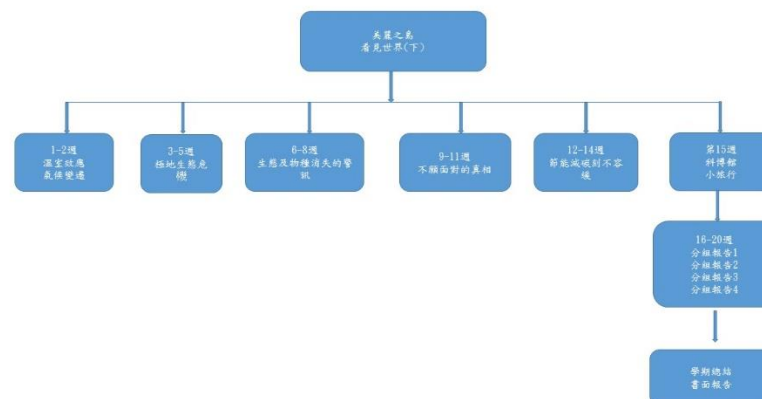 美麗之島
看見世界(下)
1-2週
溫室效應
氣候變遷
3-5週
極地生態危
機
6-8週
生態及物種消失的警
訊
9-11週
不願面對的真相
12-14週
節能減碳刻不容
緩
第15週
科博館
小旅行
16-20週
分組報告1
分組報告2
分組報告3
分組報告4
學期總結
書面報告